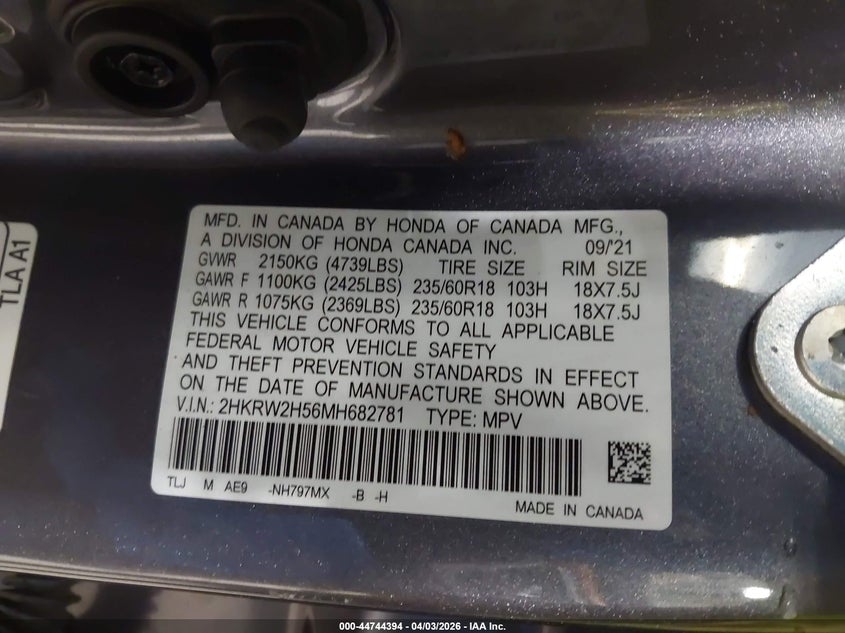 TLA A1
MFD. IN CANADA BY HONDA OF CANADA MFG.,
A DIVISION OF HONDA CANADA INC. 09/'21
GVWR 2150KG (4739LBS) TIRE SIZE RIM SIZE
GAWR F 1100KG (2425LBS) 235/60R18 103H 18X7.5J
GAWR R 1075KG (2369LBS) 235/60R18 103H 18X7.5J
THIS VEHICLE CONFORMS TO ALL APPLICABLE
FEDERAL MOTOR VEHICLE SAFETY
AND THEFT PREVENTION STANDARDS IN EFFECT
ON THE DATE OF MANUFACTURE SHOWN ABOVE.
V.I.N.: 2HKRW2H56MH682781 TYPE: MPV
TLJ M AE9 -NH797MX -B -H
MADE IN CANADA
000-44744394 - 04/03/2026 - IAA Inc.